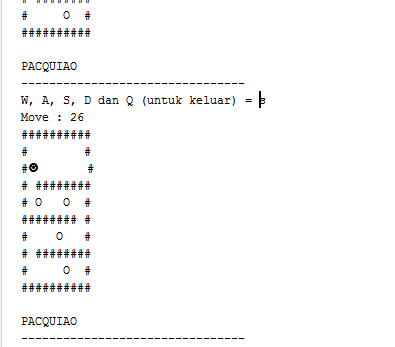 #     O  #
##########
PACQUIAO
--------------------------------
W, A, S, D dan Q (untuk keluar) = s
Move : 26
##########
#        #
#☻       #
# ########
# O   O  #
######## #
#    O   #
# ########
#     O  #
##########
PACQUIAO
--------------------------------